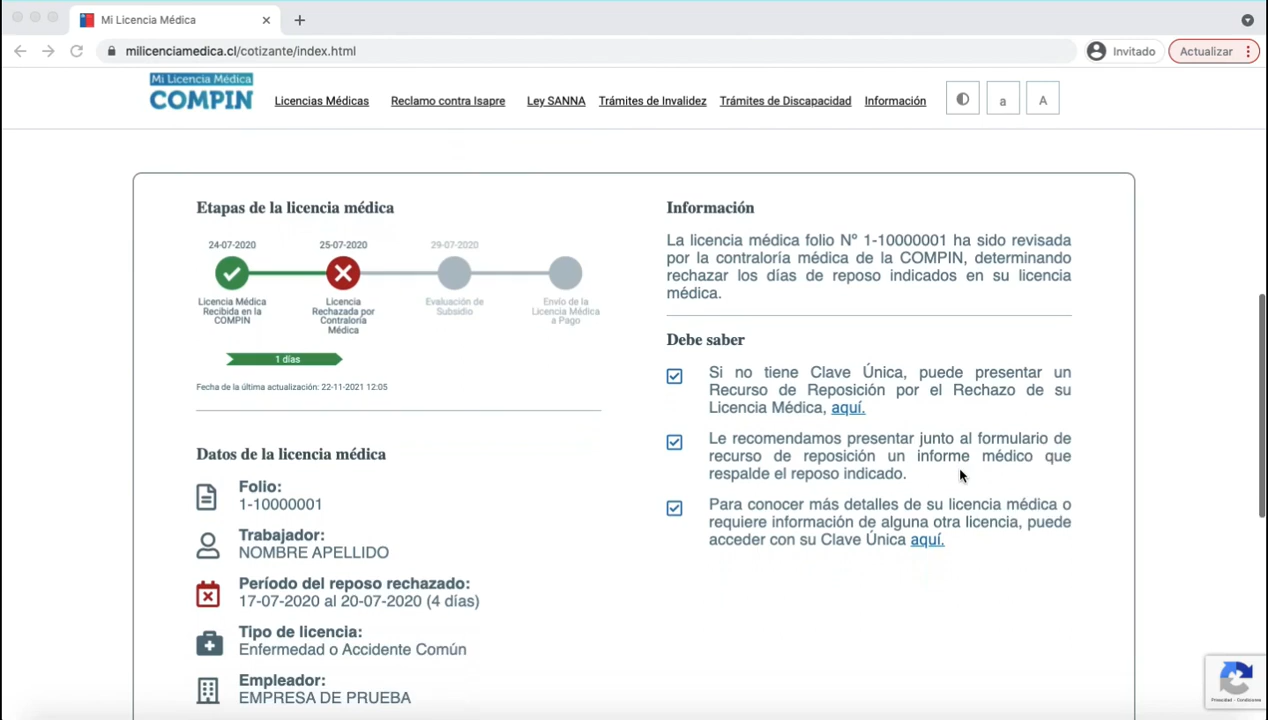 Mi Licencia Médica
milicenciamedica.cl/cotizante/index.html
Invitado
Actualizar
Mi Licencia Médica
COMPIN
Licencias Médicas
Reclamo contra Isapre
Ley SANNA
Trámites de Invalidez
Trámites de Discapacidad
Información
a
A
Etapas de la licencia médica
24-07-2020
25-07-2020
29-07-2020
Licencia Médica
Recibida en la
COMPIN
Licencia
Rechazada por
Contraloría
Médica
Evaluación de
Subsidio
Envío de la
Licencia Médica
a Pago
1 días
Fecha de la última actualización: 22-11-2021 12:05
Datos de la licencia médica
Folio:
1-10000001
Trabajador:
NOMBRE APELLIDO
Período del reposo rechazado:
17-07-2020 al 20-07-2020 (4 días)
Tipo de licencia:
Enfermedad o Accidente Común
Empleador:
EMPRESA DE PRUEBA
Información
La licencia médica folio Nº 1-10000001 ha sido revisada
por la contraloría médica de la COMPIN, determinando
rechazar los días de reposo indicados en su licencia
médica.
Debe saber
Si no tiene Clave Única, puede presentar un
Recurso de Reposición por el Rechazo de su
Licencia Médica, aquí.
Le recomendamos presentar junto al formulario de
recurso de reposición un informe médico que
respalde el reposo indicado.
Para conocer más detalles de su licencia médica o
requiere información de alguna otra licencia, puede
acceder con su Clave Única aquí.
Privacidad - Condiciones